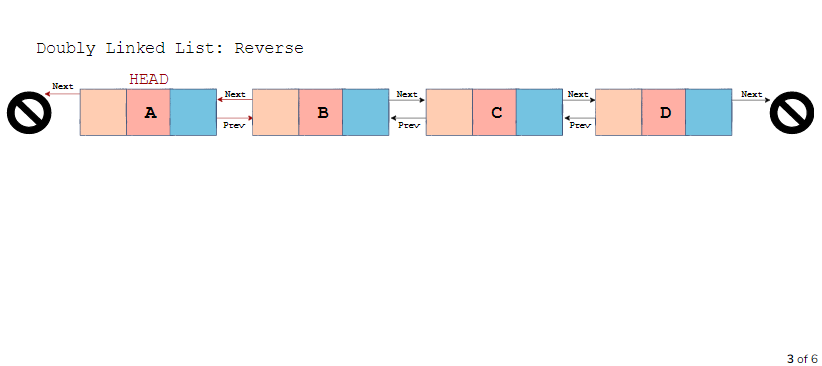 Doubly Linked List: Reverse
HEAD
Next
Next
Next
Next
Next
A
B
C
D
Prev
Prev
Prev
3 of 6